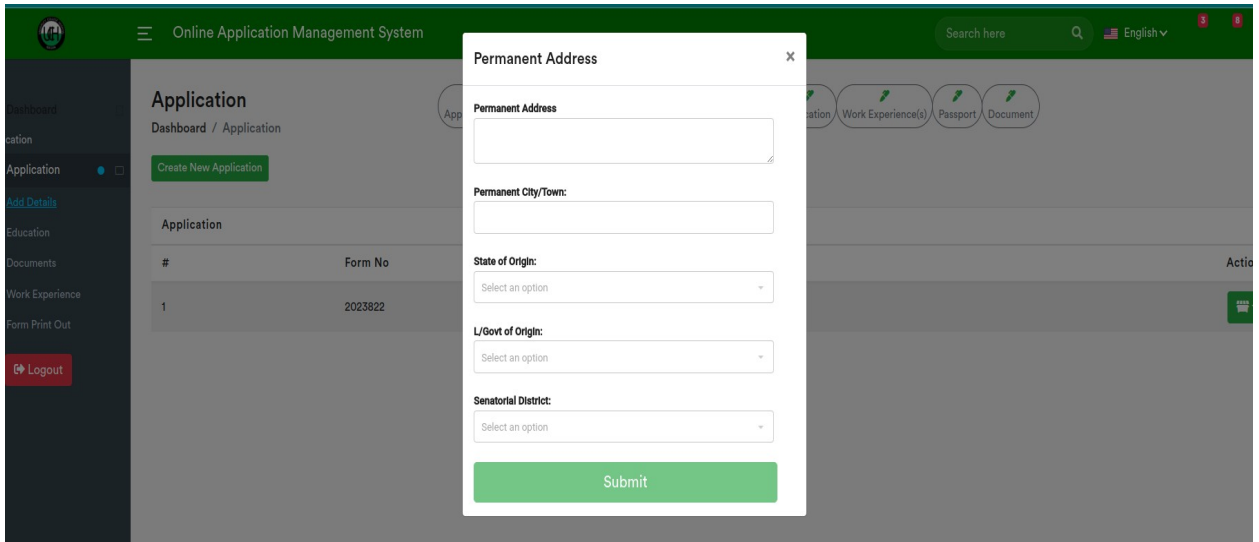 Online Application Management System
Search here
English
3
8
Permanent Address
×
Dashboard
cation
Application
Add Details
Education
Documents
Work Experience
Form Print Out
Logout
Application
Dashboard / Application
App
ation
Work Experience(s)
Passport
Document
Create New Application
Application
# Form No Actio
1 2023822
Permanent Address
Permanent City/Town:
State of Origin:
Select an option
L/Govt of Origin:
Select an option
Senatorial District:
Select an option
Submit